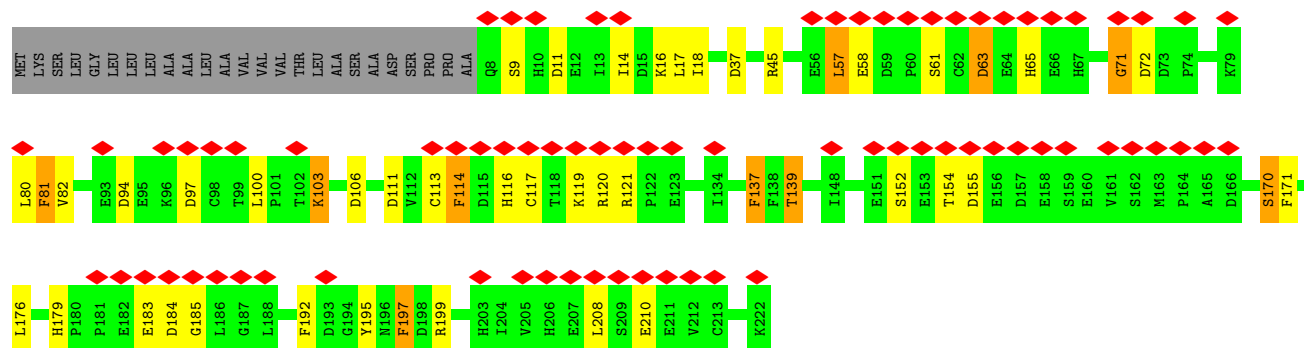 MET LYS SER LEU GLY LEU LEU LEU ALA ALA LEU ALA VAL VAL VAL THR LEU ALA SER ALA ASP SER PRO PRO ALA Q8 S9 H10 D11 E12 I13 I14 D15 K16 L17 I18 D37 R45 E56 L57 E58 D59 P60 S61 C62 D63 E64 H65 E66 H67 G71 D72 D73 P74 K79
L80 F81 V82 E93 D94 E95 K96 D97 C98 T99 L100 P101 T102 K103 D106 D111 V112 C113 F114 D115 H116 C117 T118 K119 R120 R121 P122 E123 I134 F137 F138 T139 I148 E151 S152 E153 T154 D155 E156 D157 E158 S159 E160 V161 S162 M163 P164 A165 D166 S170 F171
L176 H179 P180 P181 E182 E183 D184 G185 L186 G187 L188 F192 D193 G194 Y195 N196 F197 D198 R199 H203 I204 V205 H206 E207 L208 S209 E210 E211 V212 C213 K222